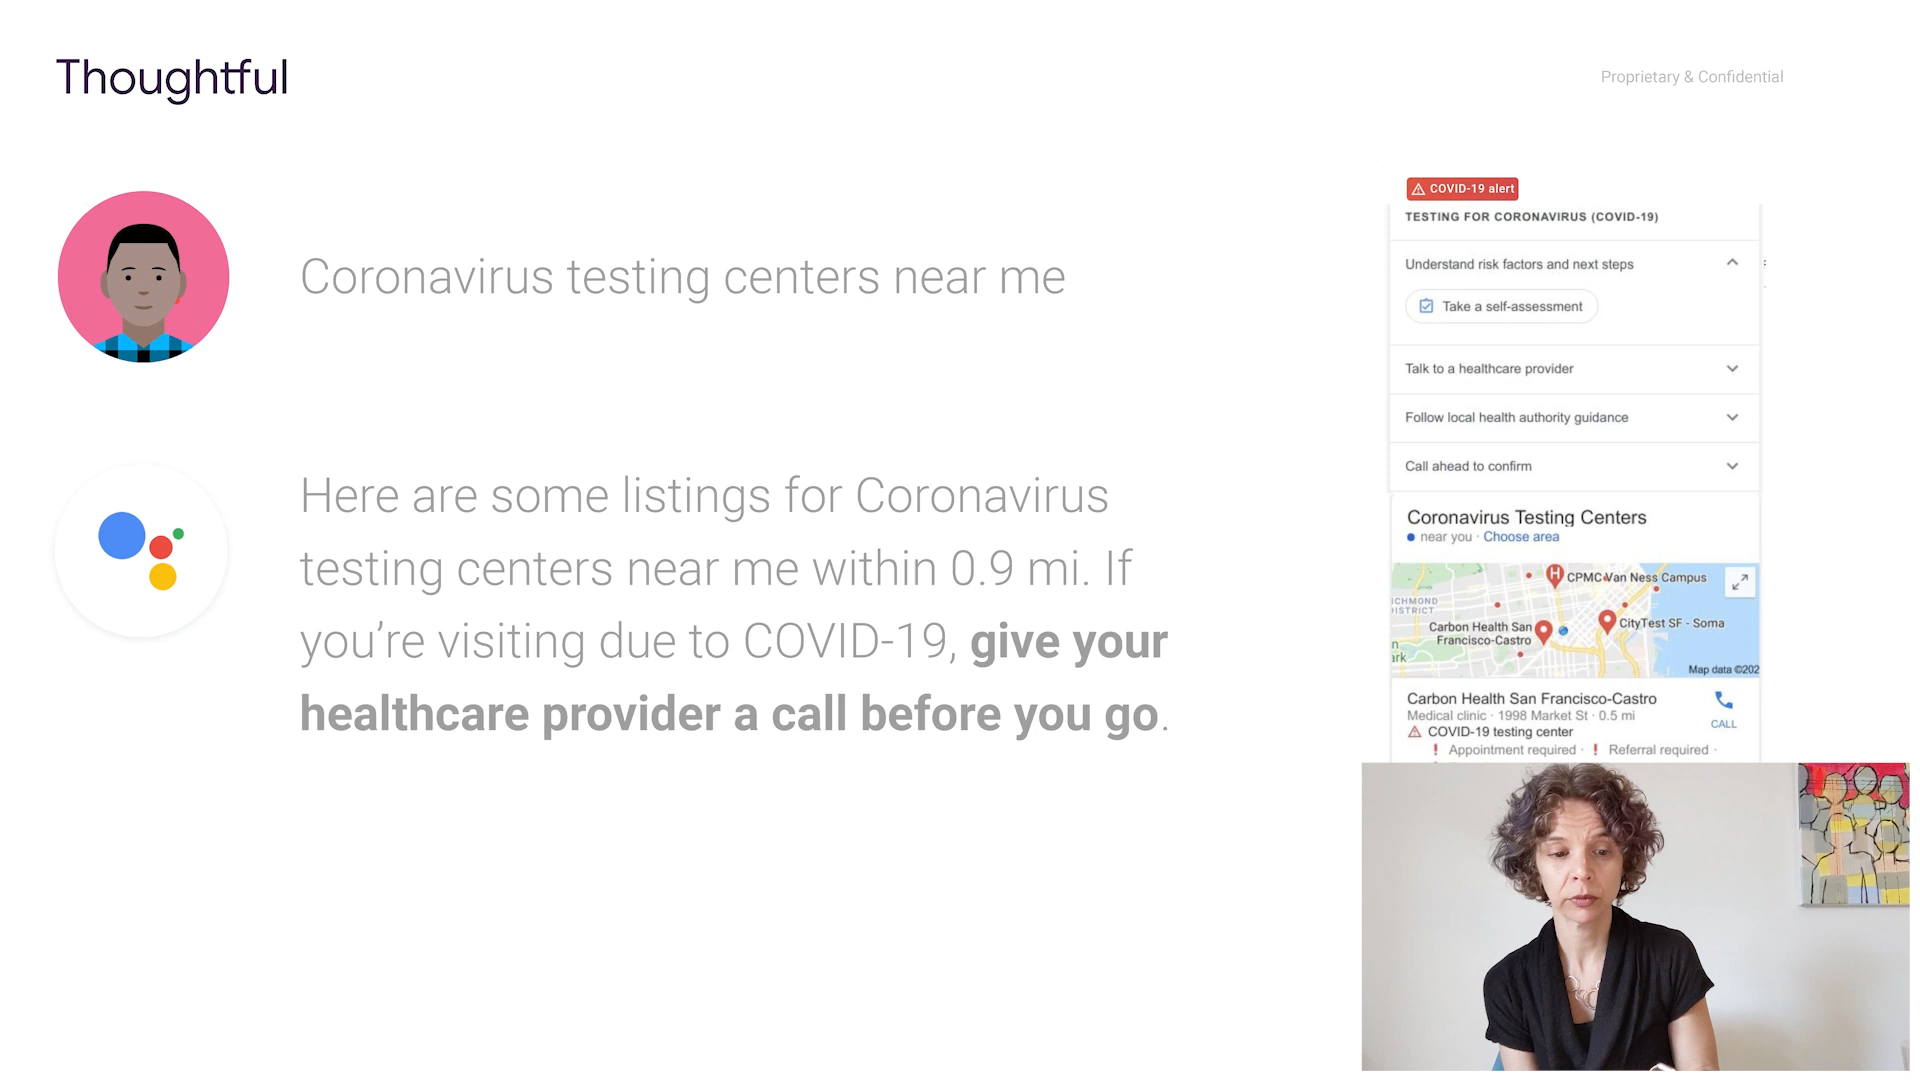 Thoughtful
Proprietary & Confidential
Coronavirus testing centers near me
Here are some listings for Coronavirus
testing centers near me within 0.9 mi. If
you’re visiting due to COVID-19, give your
healthcare provider a call before you go.
COVID-19 alert
TESTING FOR CORONAVIRUS (COVID-19)
Understand risk factors and next steps
Take a self-assessment
Talk to a healthcare provider
Follow local health authority guidance
Call ahead to confirm
Coronavirus Testing Centers
near you · Choose area
H
CPMC Van Ness Campus
ICHMOND
DISTRICT
Carbon Health San
Francisco-Castro
CityTest SF - Soma
n
ark
Map data ©202
Carbon Health San Francisco-Castro
Medical clinic · 1998 Market St · 0.5 mi
CALL
COVID-19 testing center
Appointment required · Referral required ·